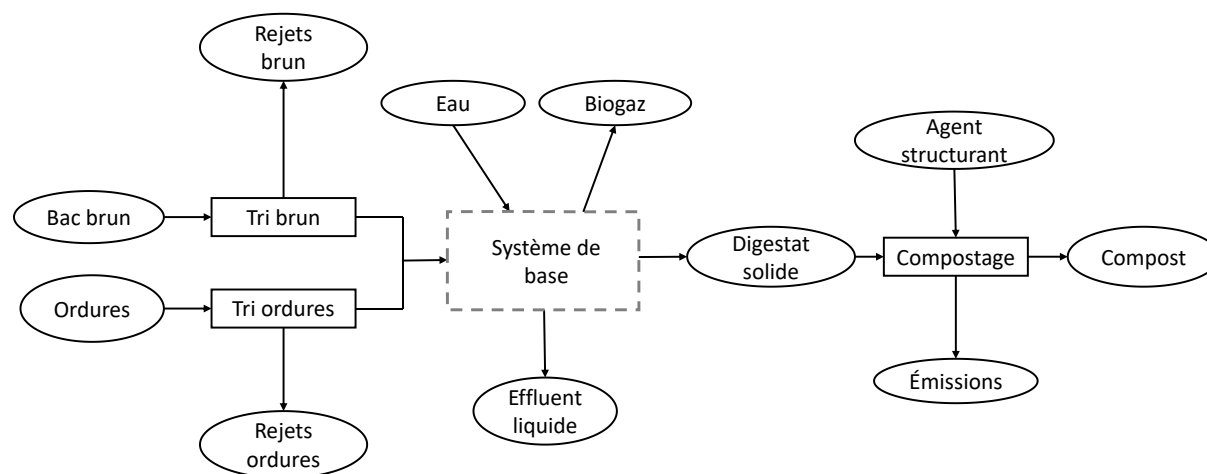 Rejets
brun
Eau
Biogaz
Agent
structurant
Bac brun
Tri brun
Système de
base
Digestat
solide
Compostage
Compost
Ordures
Tri ordures
Émissions
Effluent
liquide
Rejets
ordures